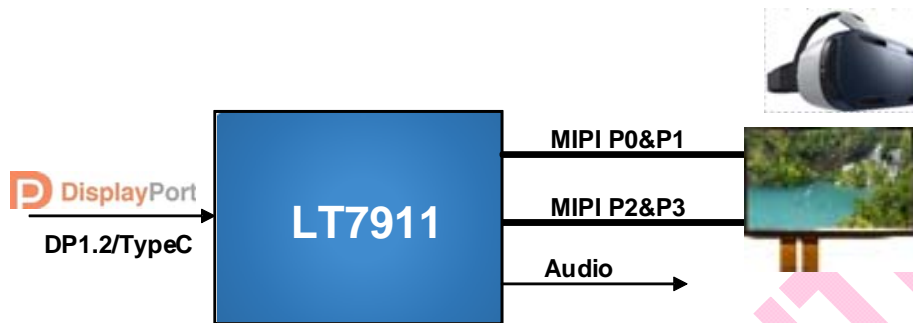 MIPI P0&P1
DisplayPort
LT7911
MIPI P2&P3
DP1.2/TypeC
Audio